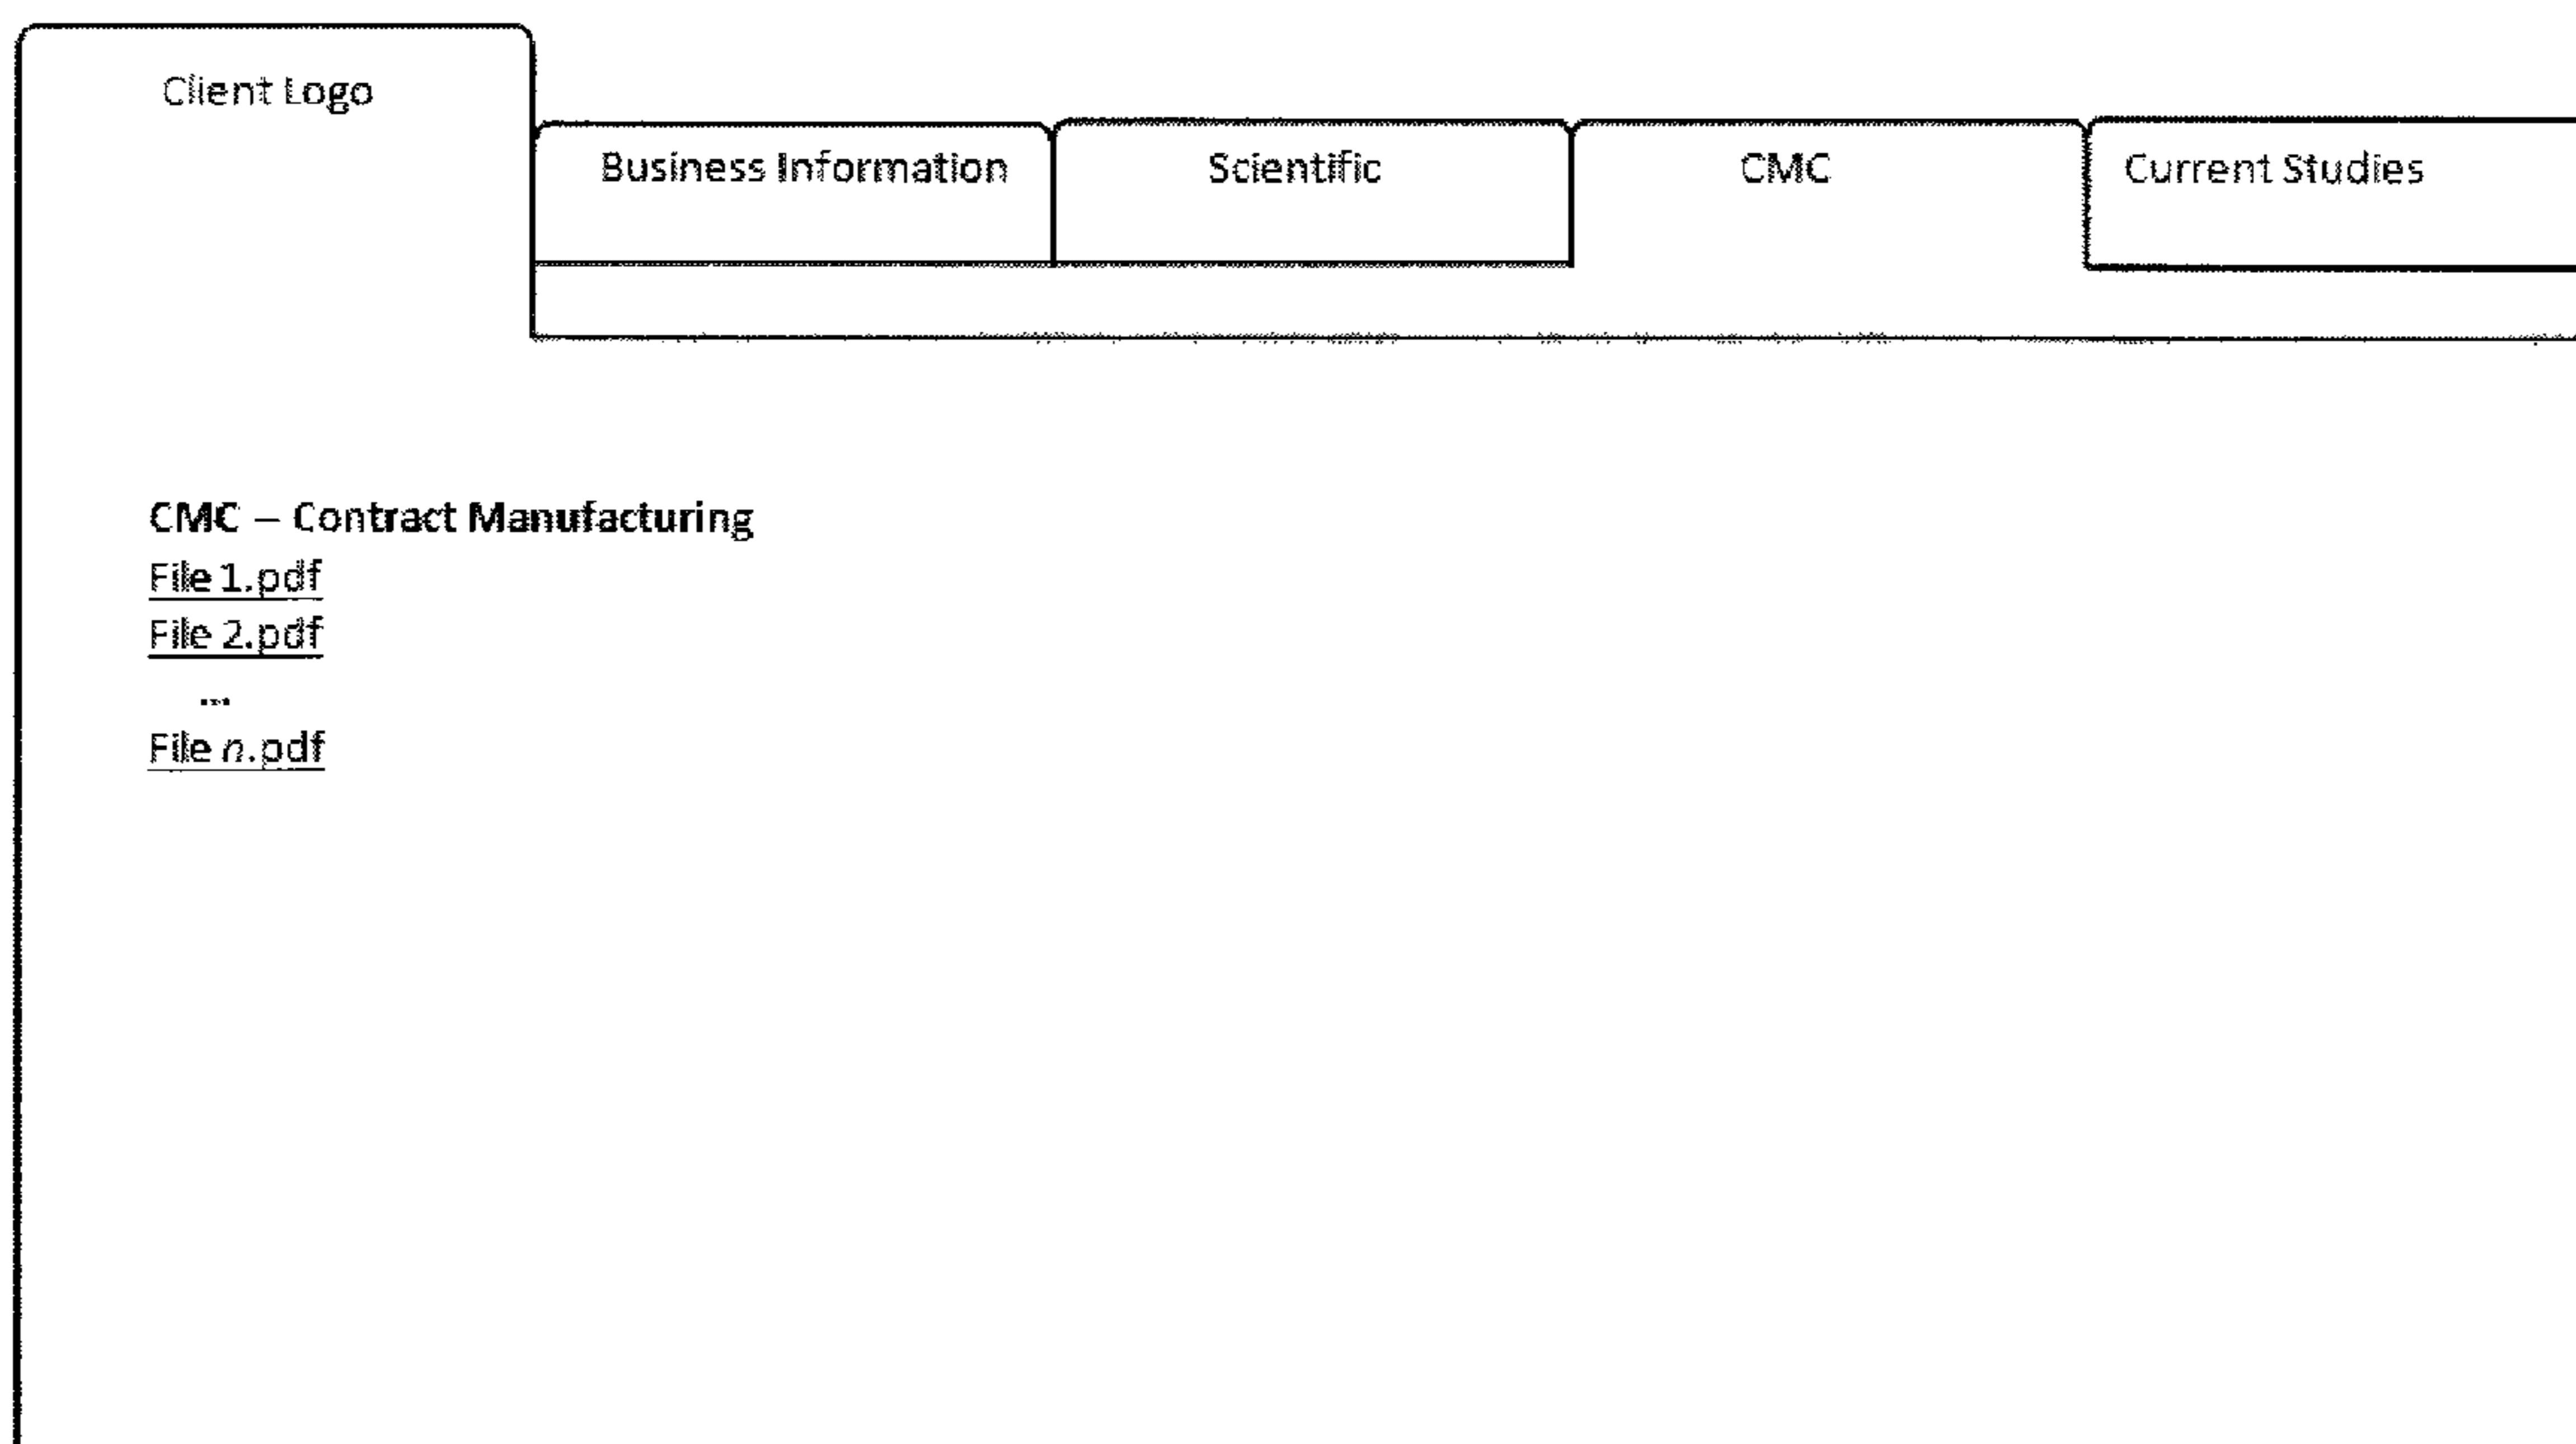 Client Logo
Business Information
Scientific
CMC
Current Studies
CMC – Contract Manufacturing
File 1.pdf
File 2.pdf
...
File n.pdf